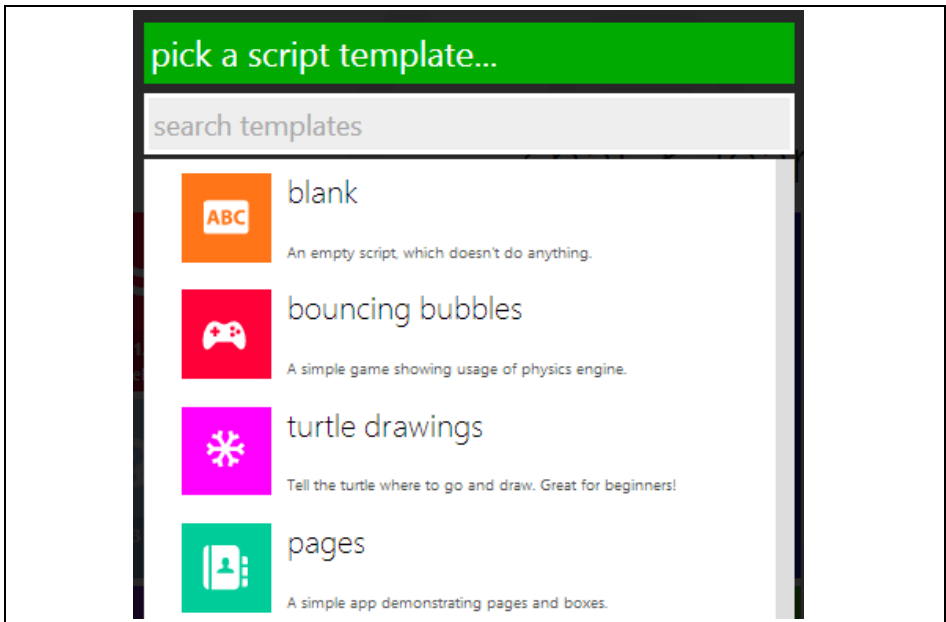 pick a script template...
search templates
blank
ABC
An empty script, which doesn't do anything.
bouncing bubbles
A simple game showing usage of physics engine.
turtle drawings
Tell the turtle where to go and draw. Great for beginners!
pages
A simple app demonstrating pages and boxes.